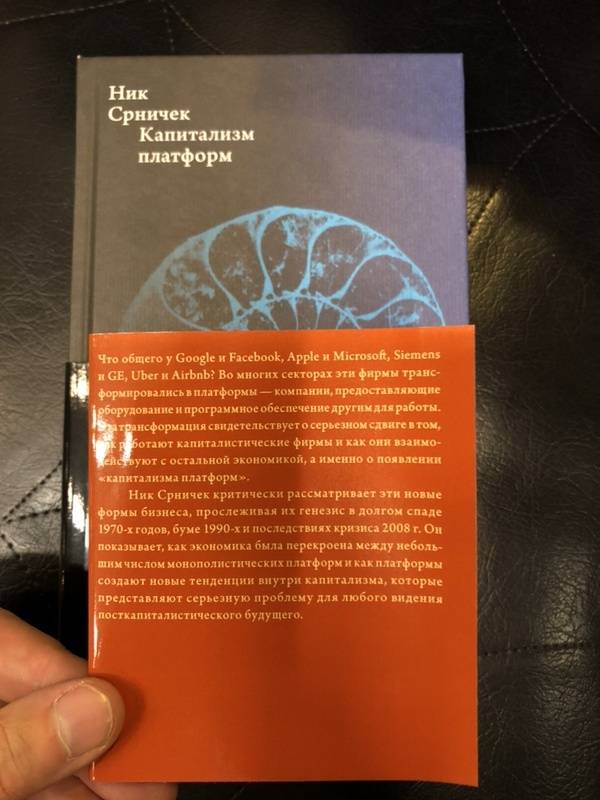 Ник
Срничек
Капитализм
платформ
Что общего у Google и Facebook, Apple и Microsoft, Siemens
и GE, Uber и Airbnb? Во многих секторах эти фирмы транс-
формировались в платформы — компании, предоставляющие
оборудование и программное обеспечение другим для работы.
Эта трансформация свидетельствует о серьезном сдвиге в том,
как работают капиталистические фирмы и как они взаимо-
действуют с остальной экономикой, а именно о появлении
«капитализма платформ».
Ник Срничек критически рассматривает эти новые
формы бизнеса, прослеживая их генезис в долгом спаде
1970-х годов, буме 1990-х и последствиях кризиса 2008 г. Он
показывает, как экономика была перекроена между неболь-
шим числом монополистических платформ и как платформы
создают новые тенденции внутри капитализма, которые
представляют серьезную проблему для любого видения
посткапиталистического будущего.